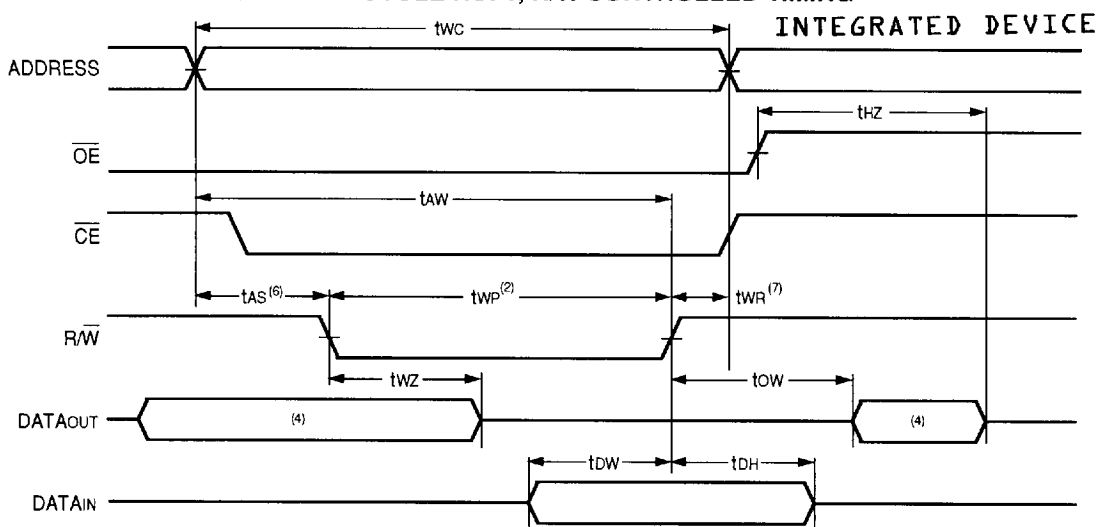 INTEGRATED DEVICE
tWC
ADDRESS
tHZ
OE
tAW
CE
tAS(6)
tWP(2)
tWR(7)
R/W
tWZ
tOW
DATAOUT
(4)
(4)
tDW
tDH
DATAIN